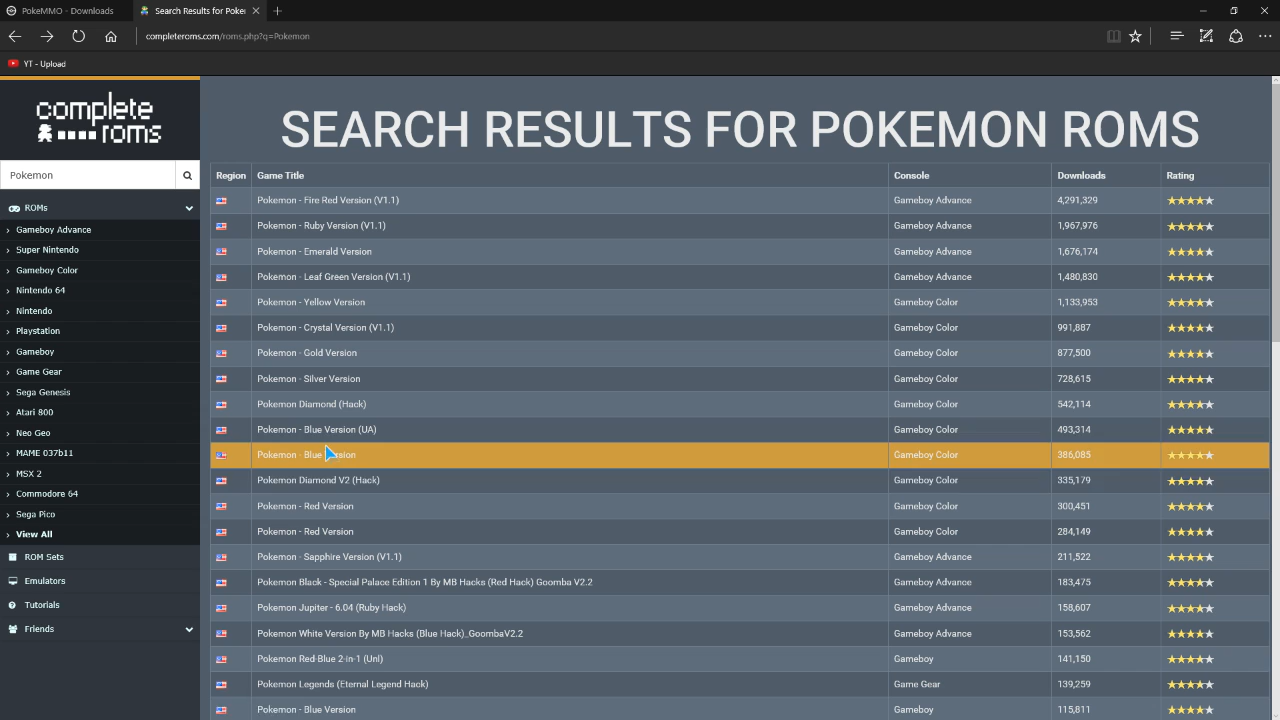 PokeMMO - Downloads
Search Results for Poke
completeroms.com/roms.php?q=Pokemon
YT - Upload
complete
roms
Pokemon
ROMs
Gameboy Advance
Super Nintendo
Gameboy Color
Nintendo 64
Nintendo
Playstation
Gameboy
Game Gear
Sega Genesis
Atari 800
Neo Geo
MAME 037b11
MSX 2
Commodore 64
Sega Pico
View All
ROM Sets
Emulators
Tutorials
Friends
SEARCH RESULTS FOR POKEMON ROMS
Region Game Title Console Downloads Rating
Pokemon - Fire Red Version (V1.1) Gameboy Advance 4,291,329
Pokemon - Ruby Version (V1.1) Gameboy Advance 1,967,976
Pokemon - Emerald Version Gameboy Advance 1,676,174
Pokemon - Leaf Green Version (V1.1) Gameboy Advance 1,480,830
Pokemon - Yellow Version Gameboy Color 1,133,953
Pokemon - Crystal Version (V1.1) Gameboy Color 991,887
Pokemon - Gold Version Gameboy Color 877,500
Pokemon - Silver Version Gameboy Color 728,615
Pokemon Diamond (Hack) Gameboy Color 542,114
Pokemon - Blue Version (UA) Gameboy Color 493,314
Pokemon - Blue Version Gameboy Color 386,085
Pokemon Diamond V2 (Hack) Gameboy Color 335,179
Pokemon - Red Version Gameboy Color 300,451
Pokemon - Red Version Gameboy Color 284,149
Pokemon - Sapphire Version (V1.1) Gameboy Advance 211,522
Pokemon Black - Special Palace Edition 1 By MB Hacks (Red Hack) Goomba V2.2 Gameboy Advance 183,475
Pokemon Jupiter - 6.04 (Ruby Hack) Gameboy Advance 158,607
Pokemon White Version By MB Hacks (Blue Hack)_GoombaV2.2 Gameboy Advance 153,562
Pokemon Red-Blue 2-in-1 (Unl) Gameboy 141,150
Pokemon Legends (Eternal Legend Hack) Game Gear 139,259
Pokemon - Blue Version Gameboy 115,811